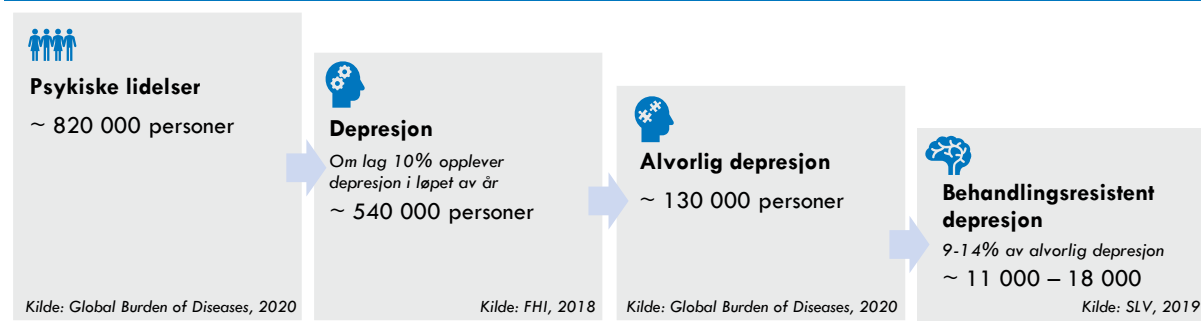 Psykiske lidelser
~ 820 000 personer
Kilde: Global Burden of Diseases, 2020
Depresjon
Om lag 10% opplever
depresjon i løpet av år
~ 540 000 personer
Kilde: FHI, 2018
Alvorlig depresjon
~ 130 000 personer
Kilde: Global Burden of Diseases, 2020
Behandlingsresistent
depresjon
9-14% av alvorlig depresjon
~ 11 000 – 18 000
Kilde: SLV, 2019